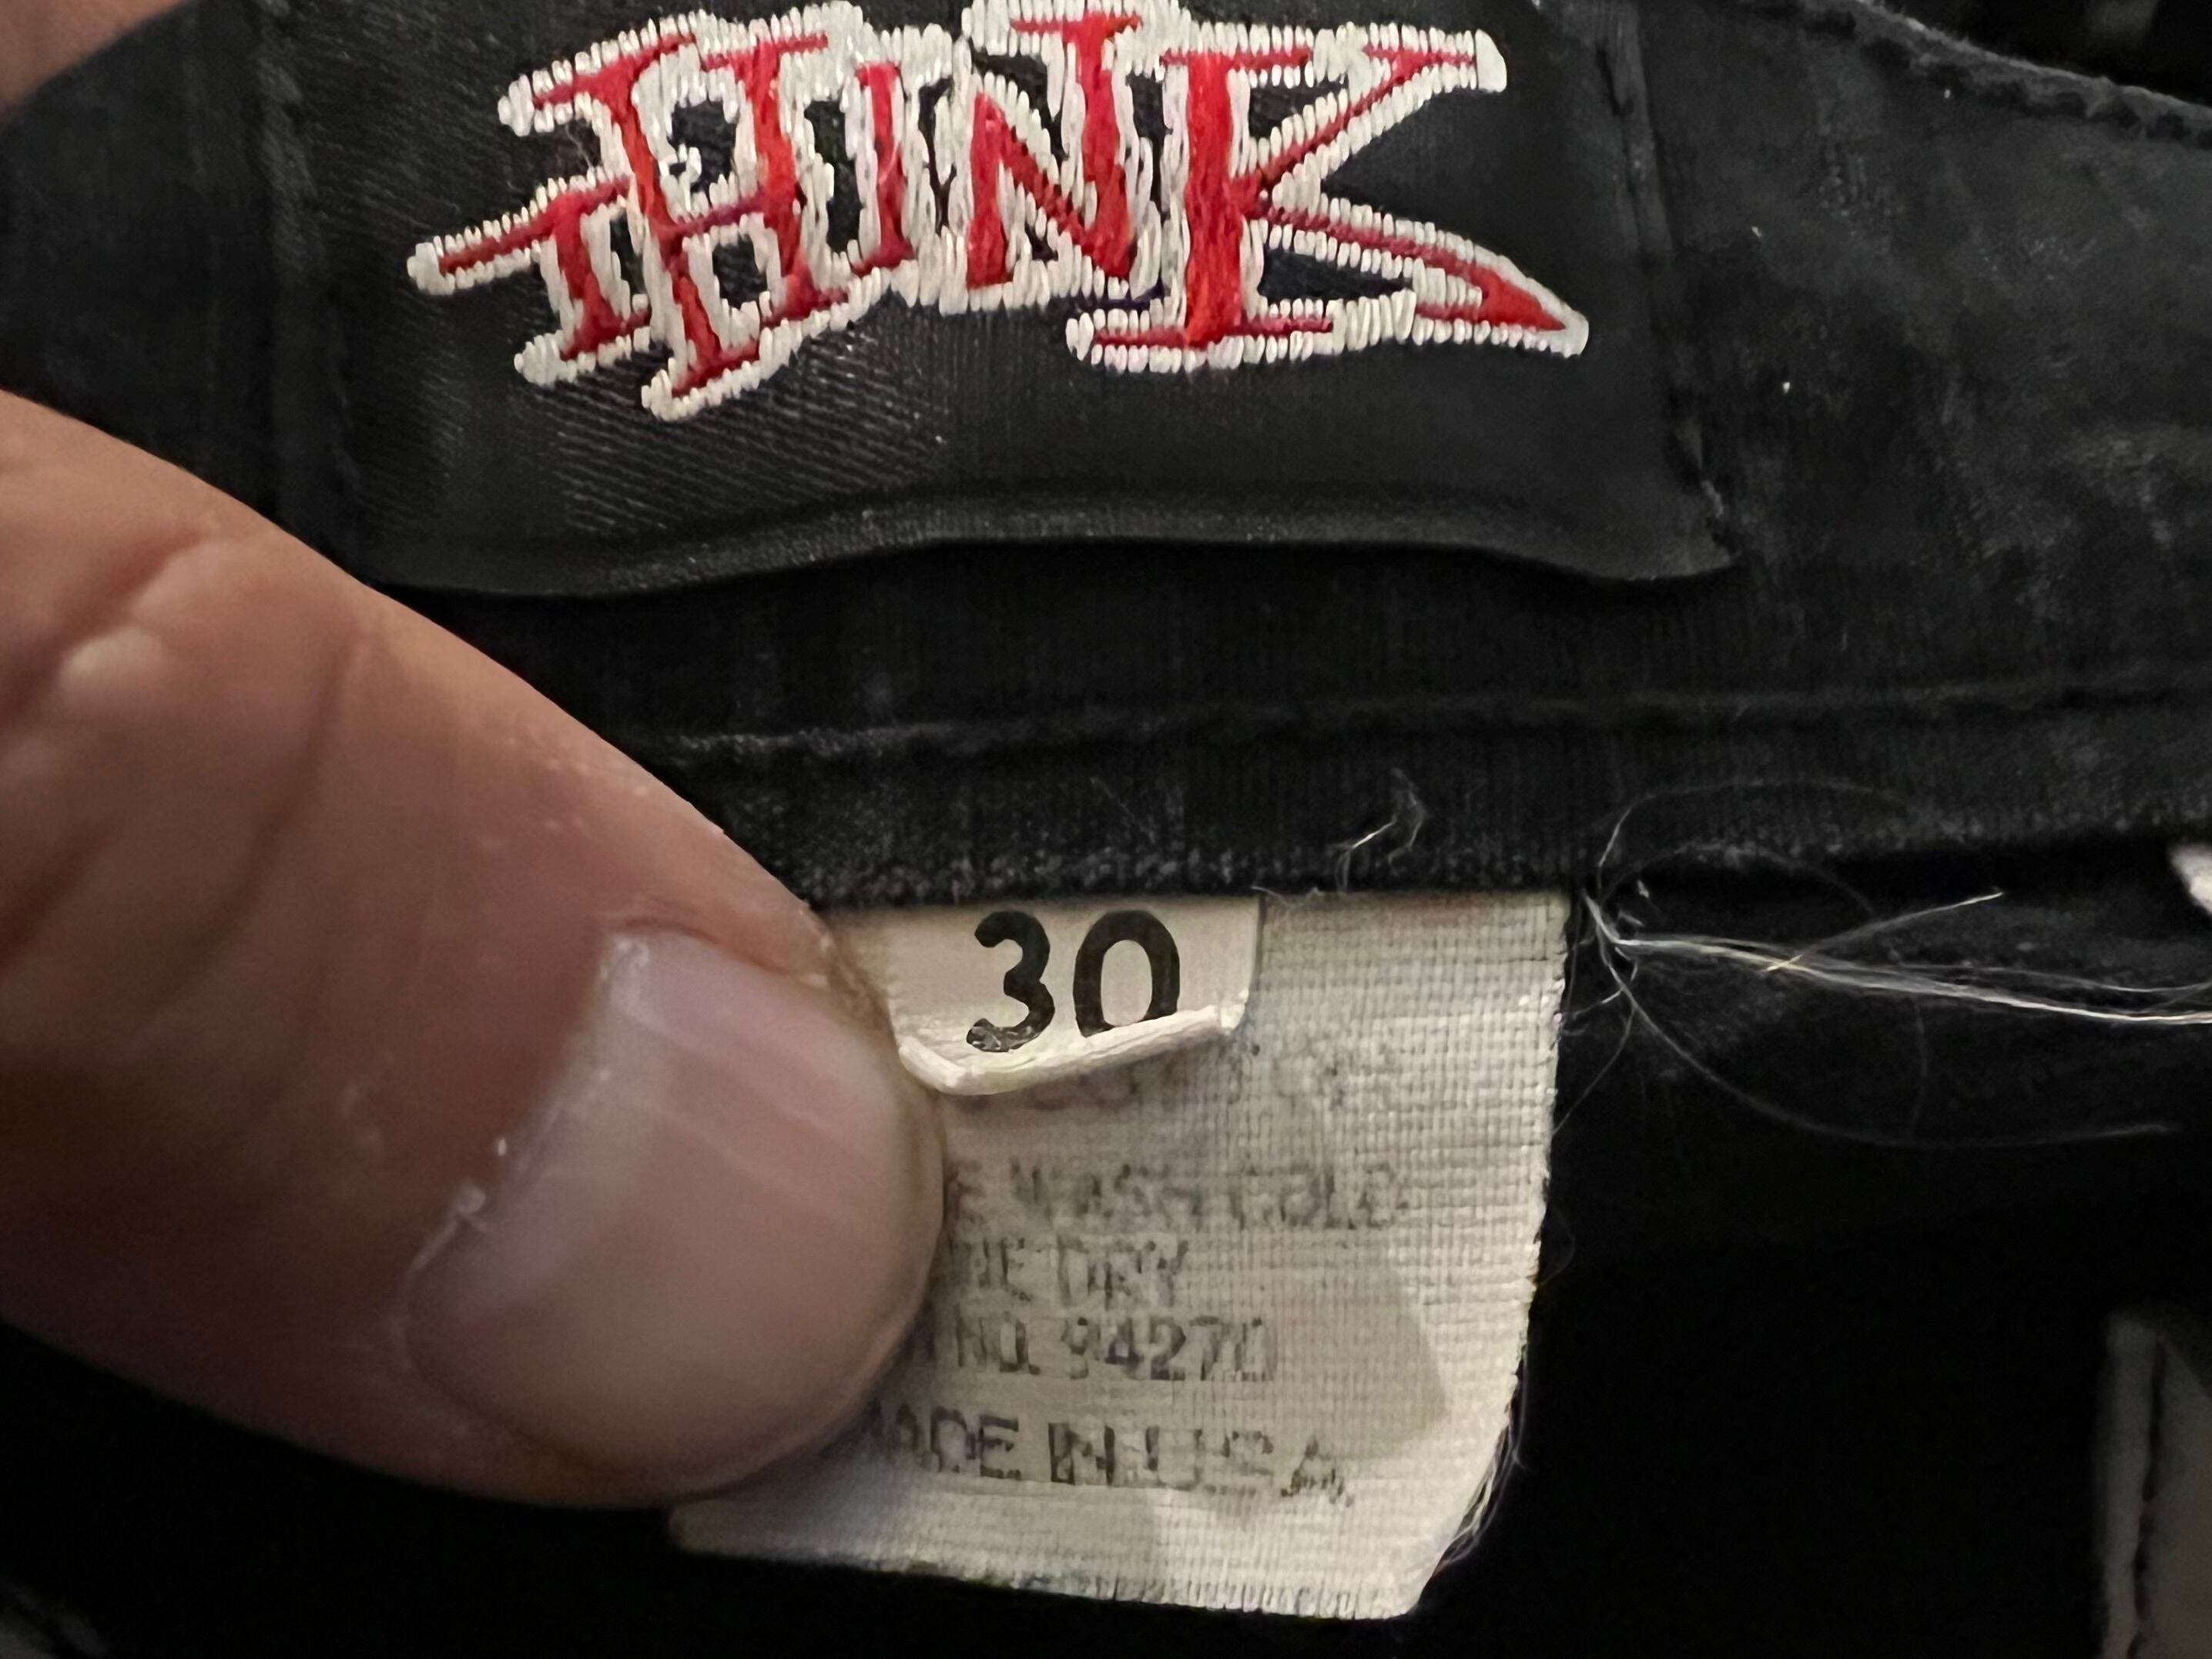 THINK
30
WASH COLD
DRY
NO. 94270
MADE IN USA